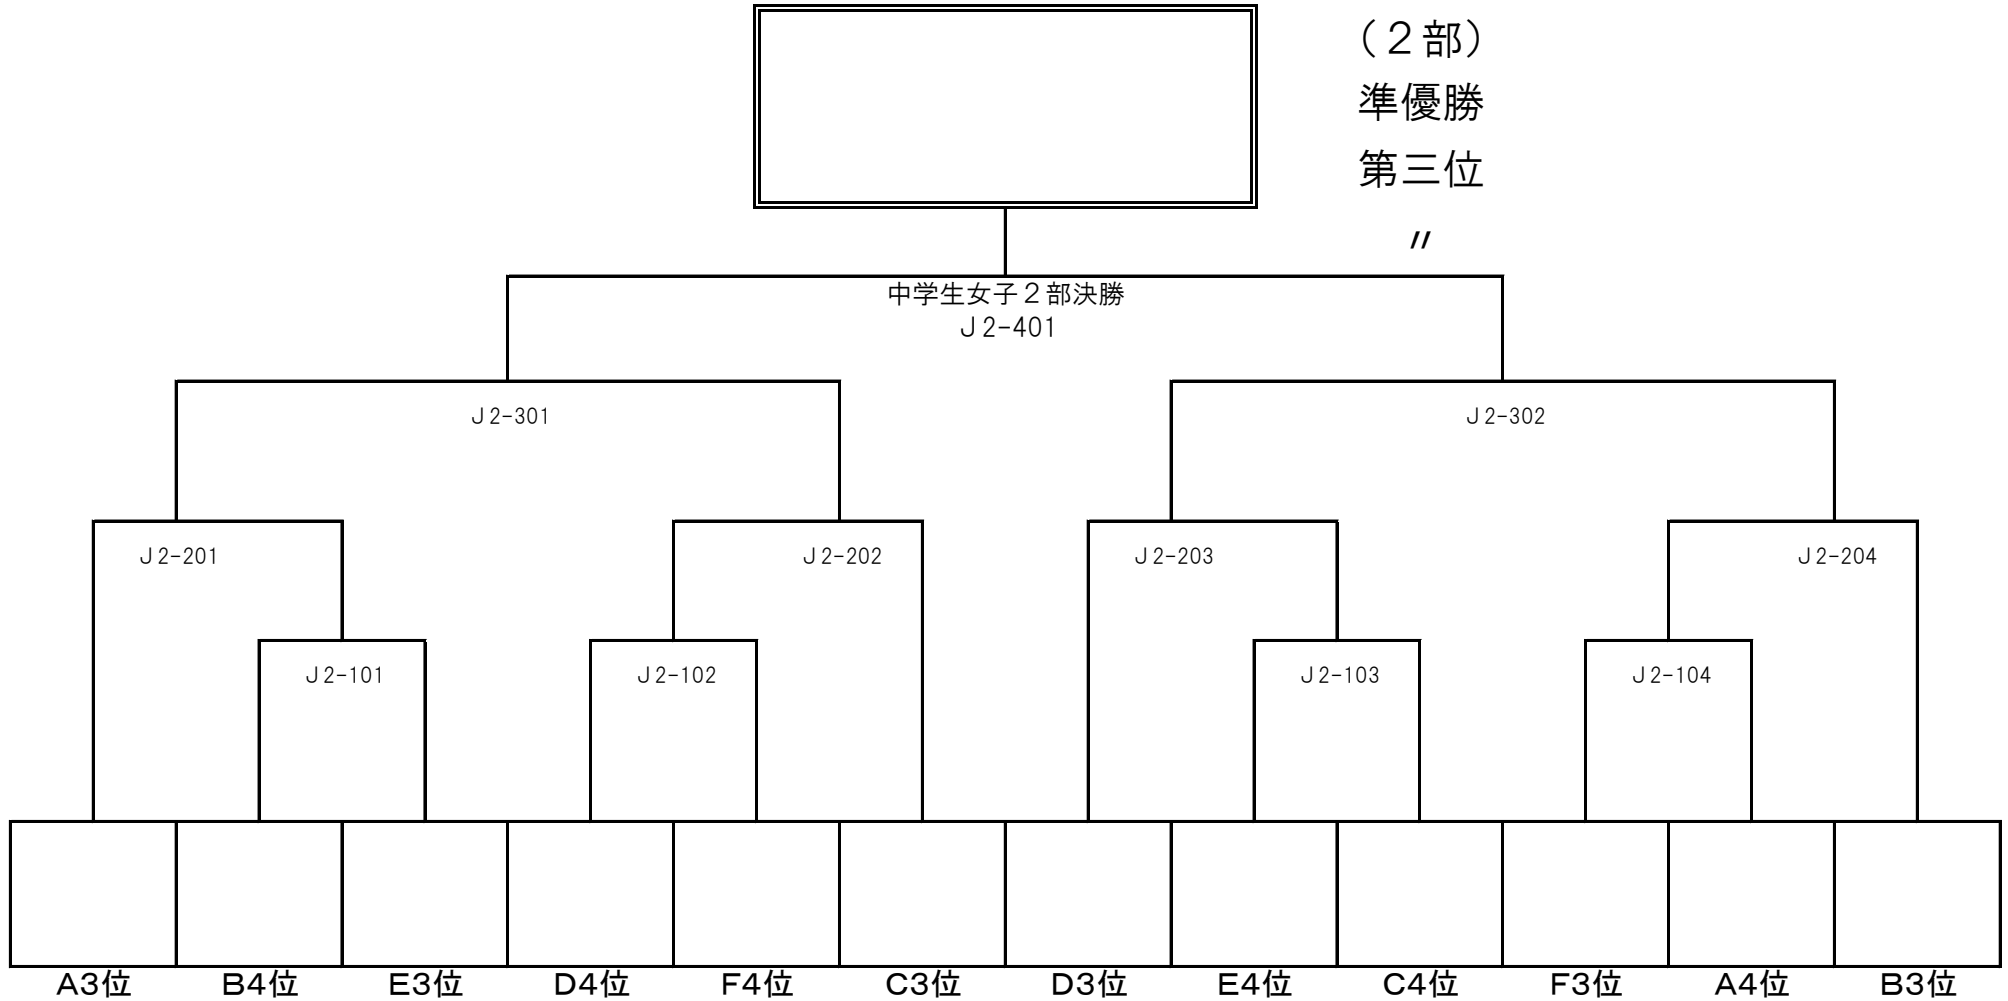 （２部）
準優勝
第三位
〃
中学生女子２部決勝
Ｊ2-401
Ｊ2-301
Ｊ2-302
Ｊ2-201
Ｊ2-202
Ｊ2-203
Ｊ2-204
Ｊ2-101
Ｊ2-102
Ｊ2-103
Ｊ2-104
A3位 B4位 E3位 D4位 F4位 C3位 D3位 E4位 C4位 F3位 A4位 B3位